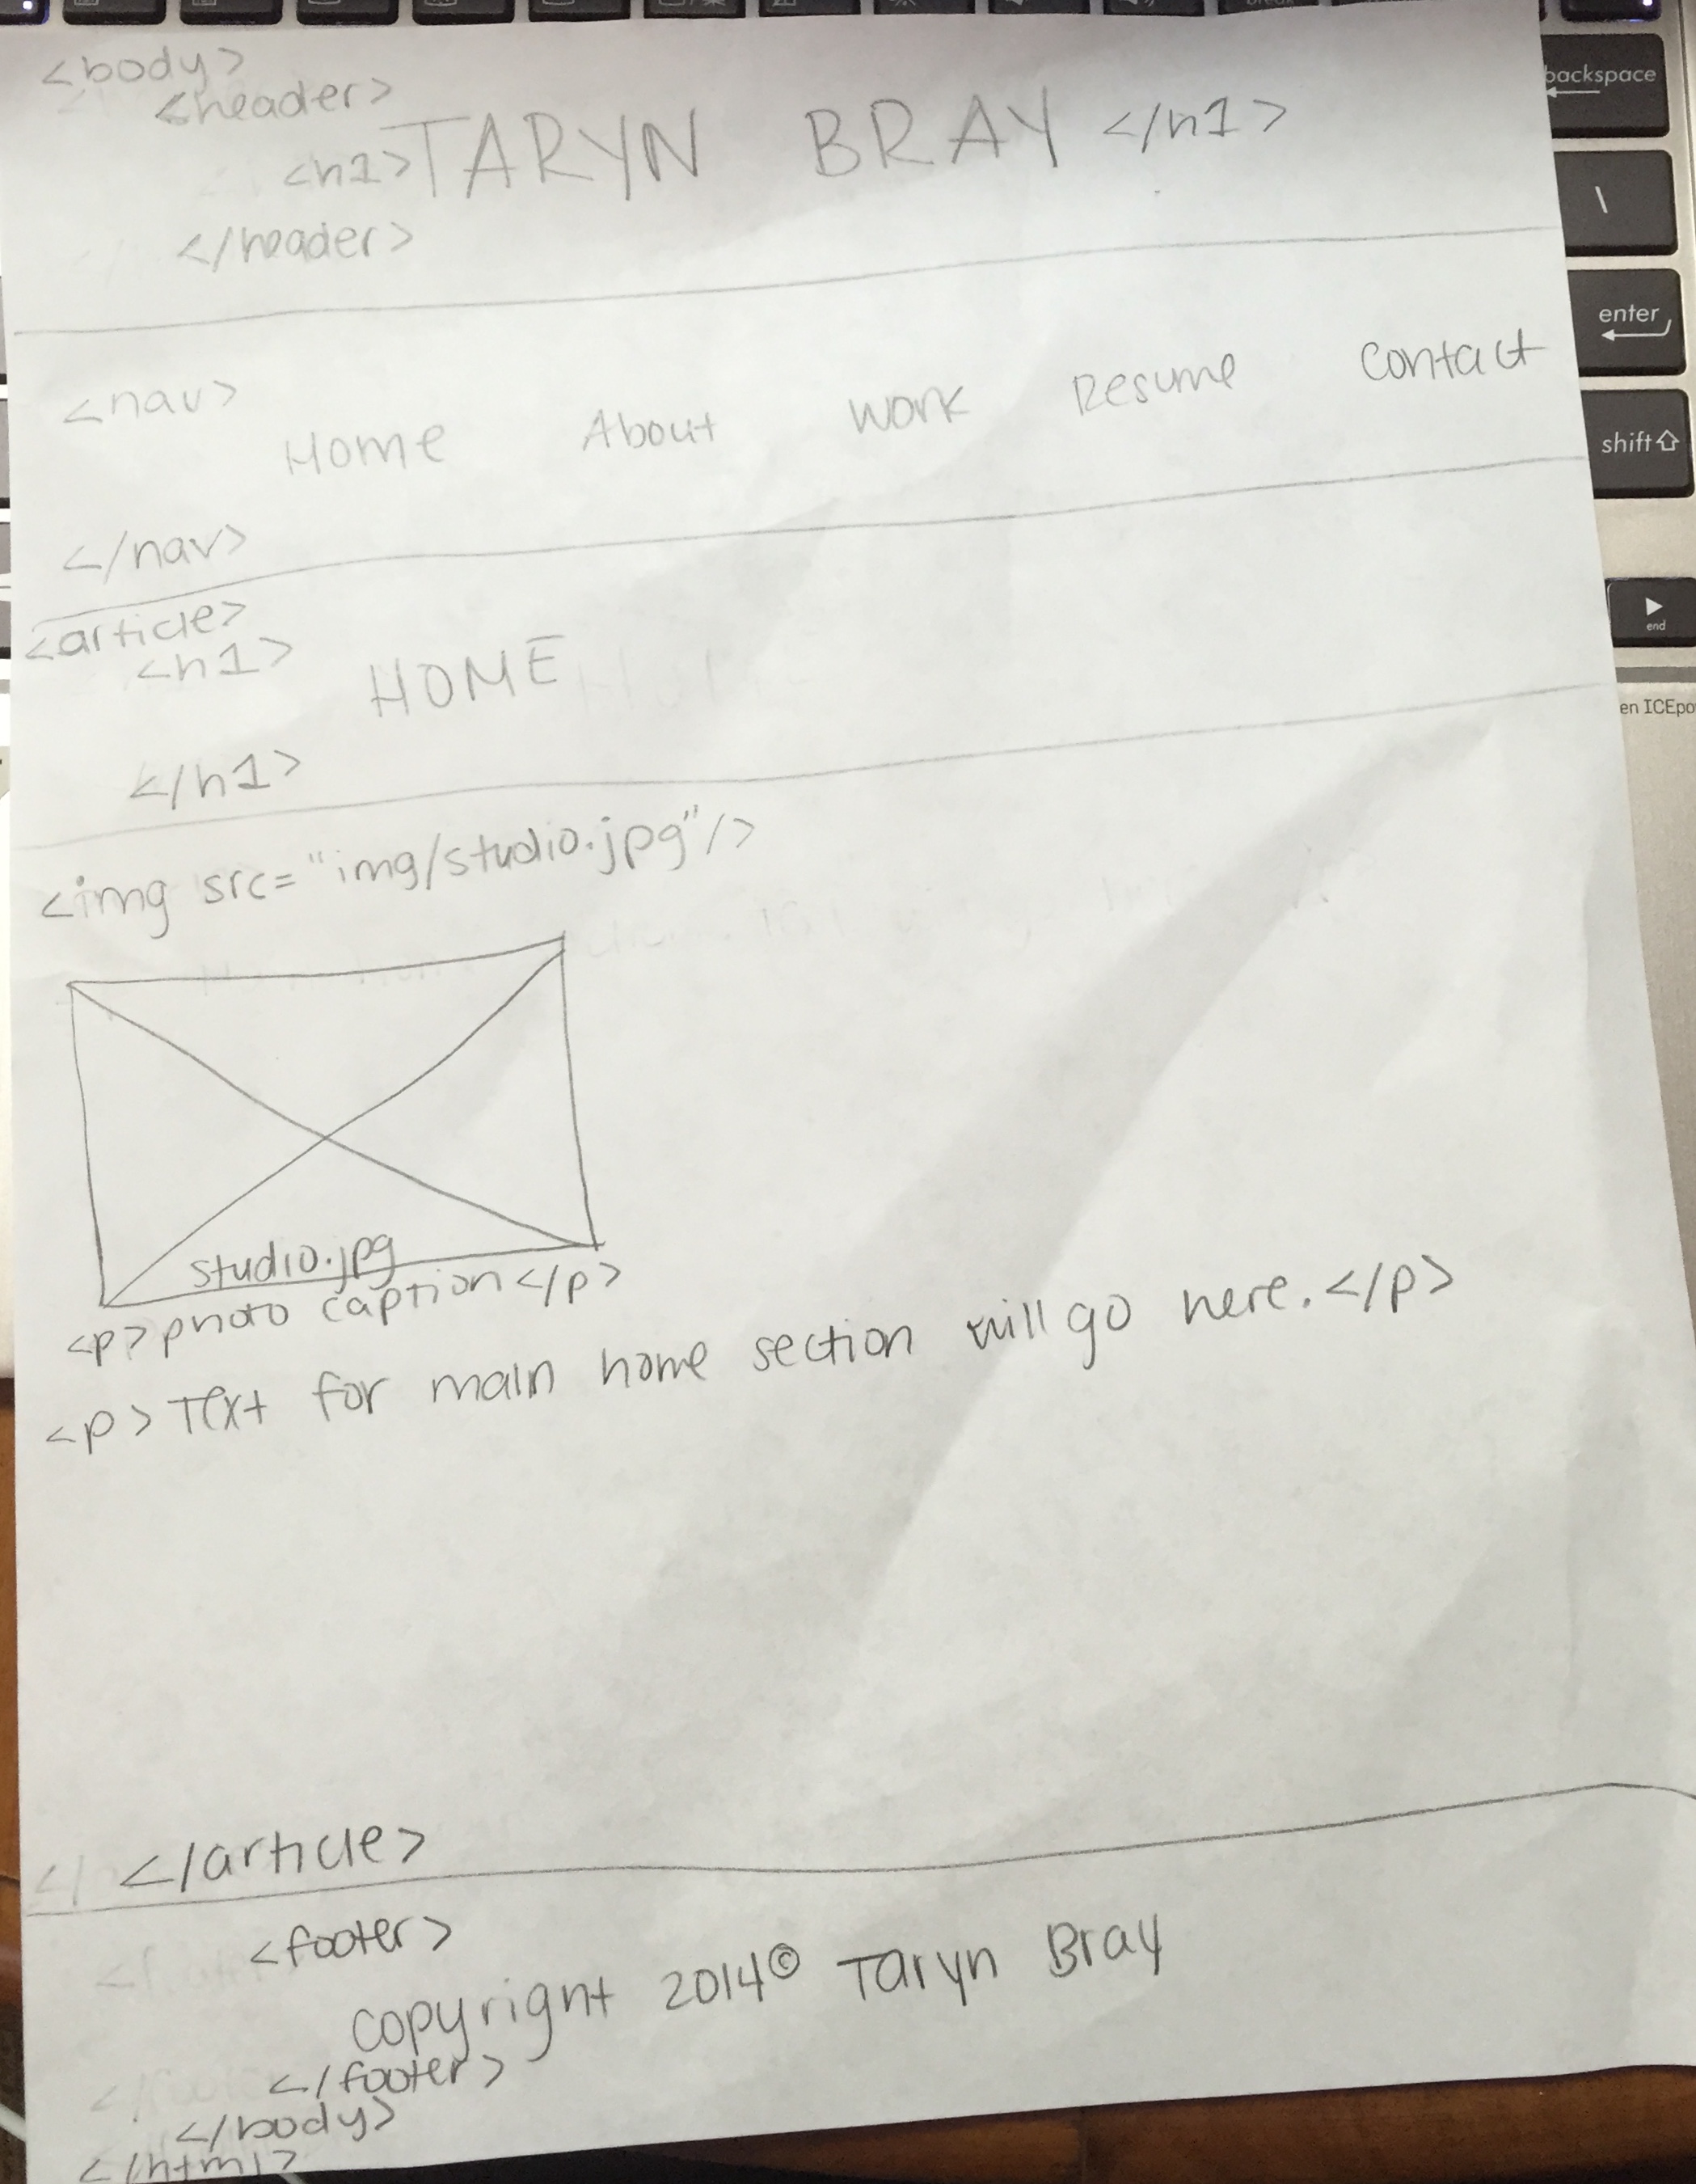 <body>
<header>
<h1>TARYN BRAY</h1>
</header>
<nav>
Home About Work Resume Contact
</nav>
<article>
<h1>
HOME
</h1>
<img src="img/studio.jpg"/>
studio.jpg
<p>photo caption</p>
<p>Text for main home section will go here.</p>
</article>
<footer>
copyright 2014© Taryn Bray
</footer>
</body>
</html>
backspace
\
enter
shift
end
en ICEpo